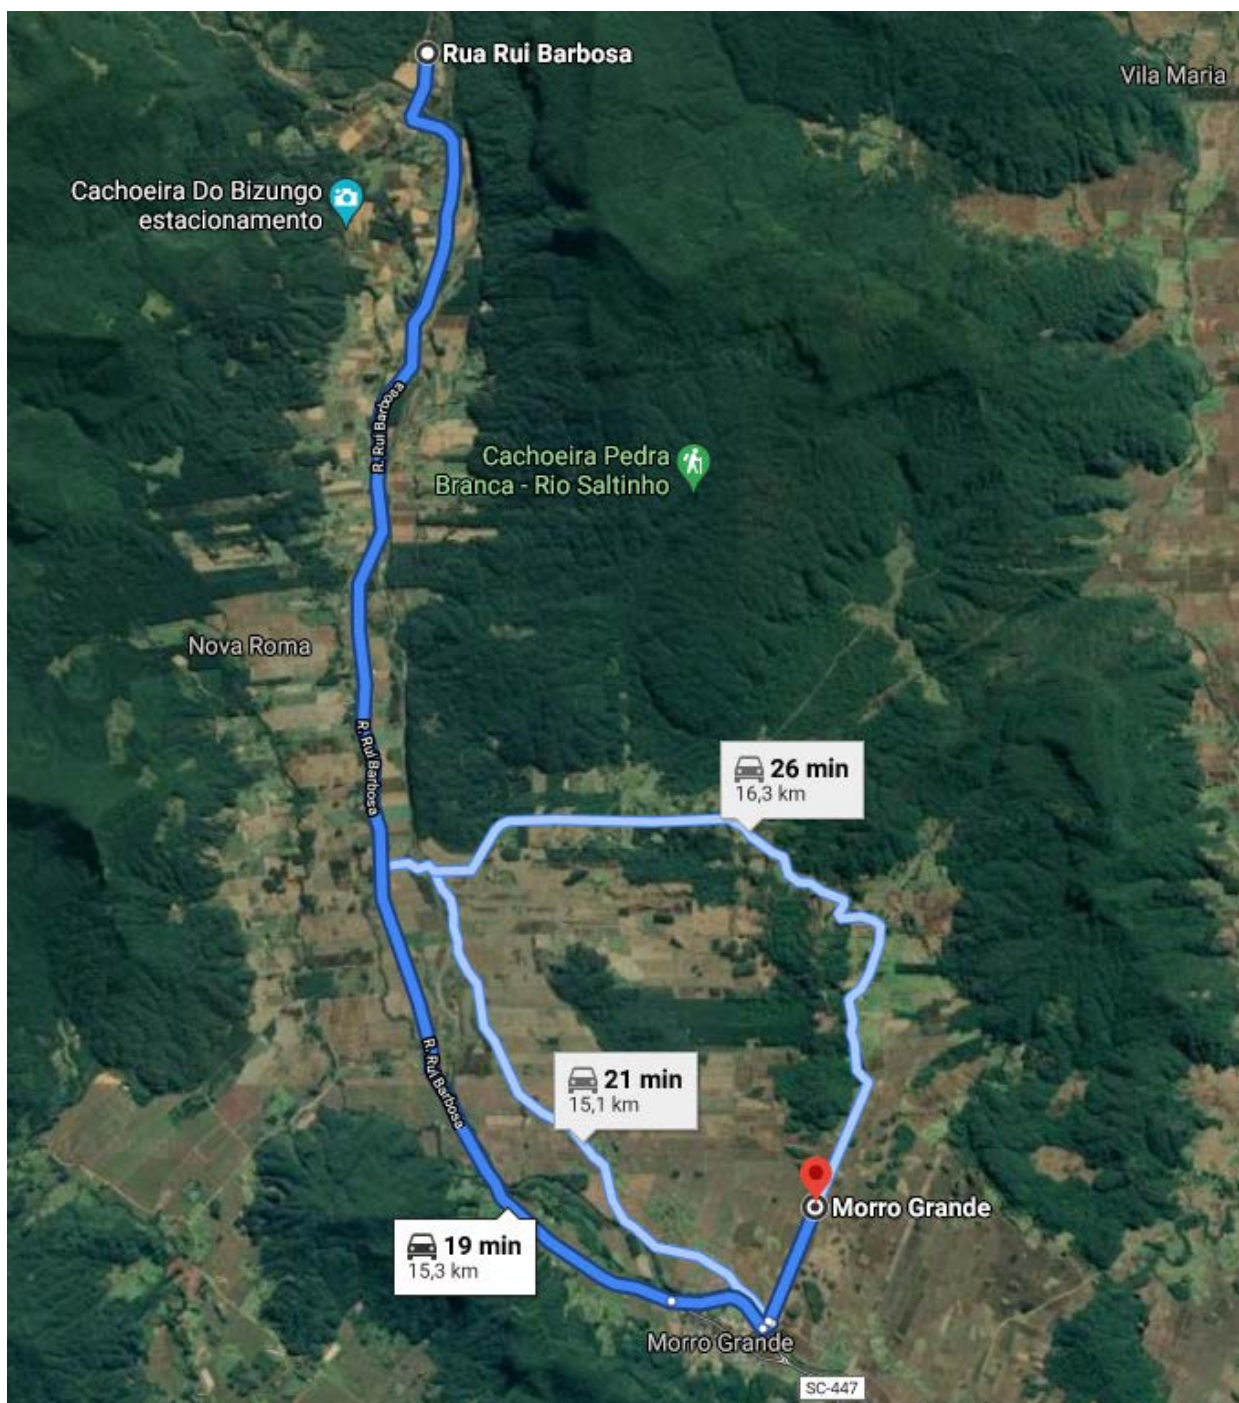 Rua Rui Barbosa
Vila Maria
Cachoeira Do Bizungo
estacionamento
R. Rui Barbosa
Cachoeira Pedra
Branca - Rio Saltinho
Nova Roma
R. Rui Barbosa
26 min
16,3 km
R. Rui Barbosa
21 min
15,1 km
Morro Grande
19 min
15,3 km
Morro Grande
SC-447